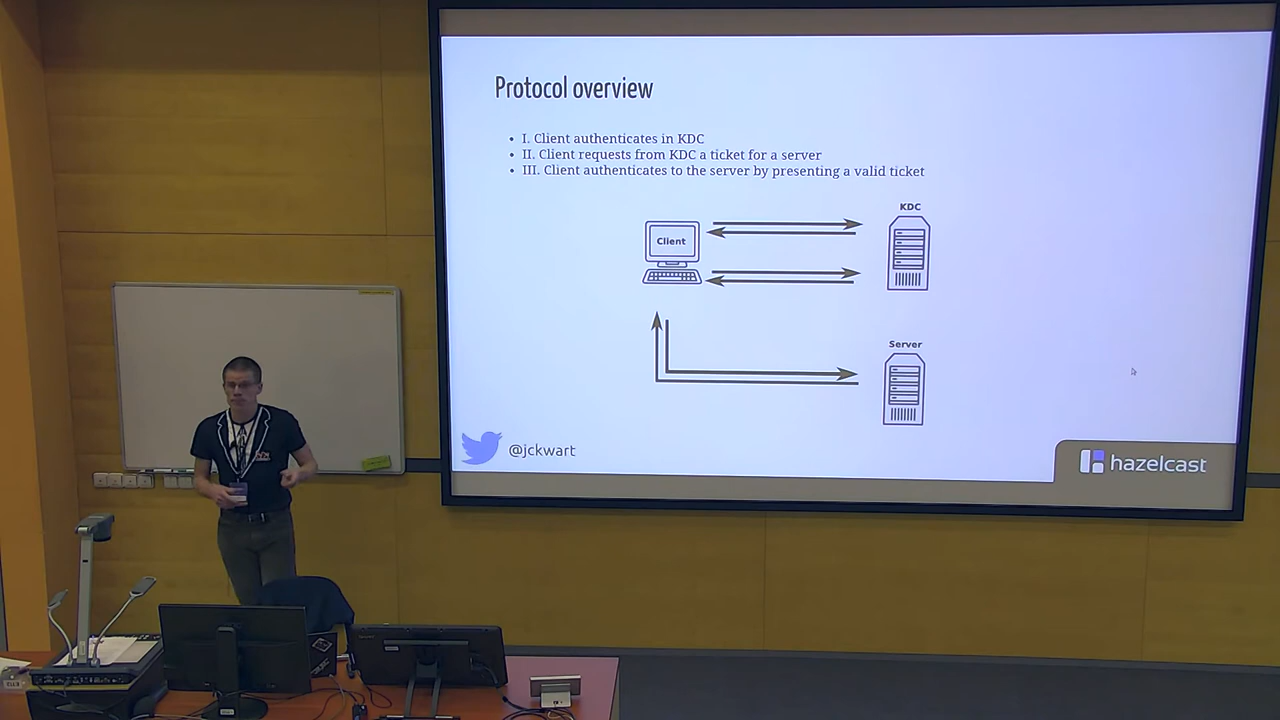 Protocol overview
• I. Client authenticates in KDC
• II. Client requests from KDC a ticket for a server
• III. Client authenticates to the server by presenting a valid ticket
KDC
Client
Server
@jckwart
hazelcast